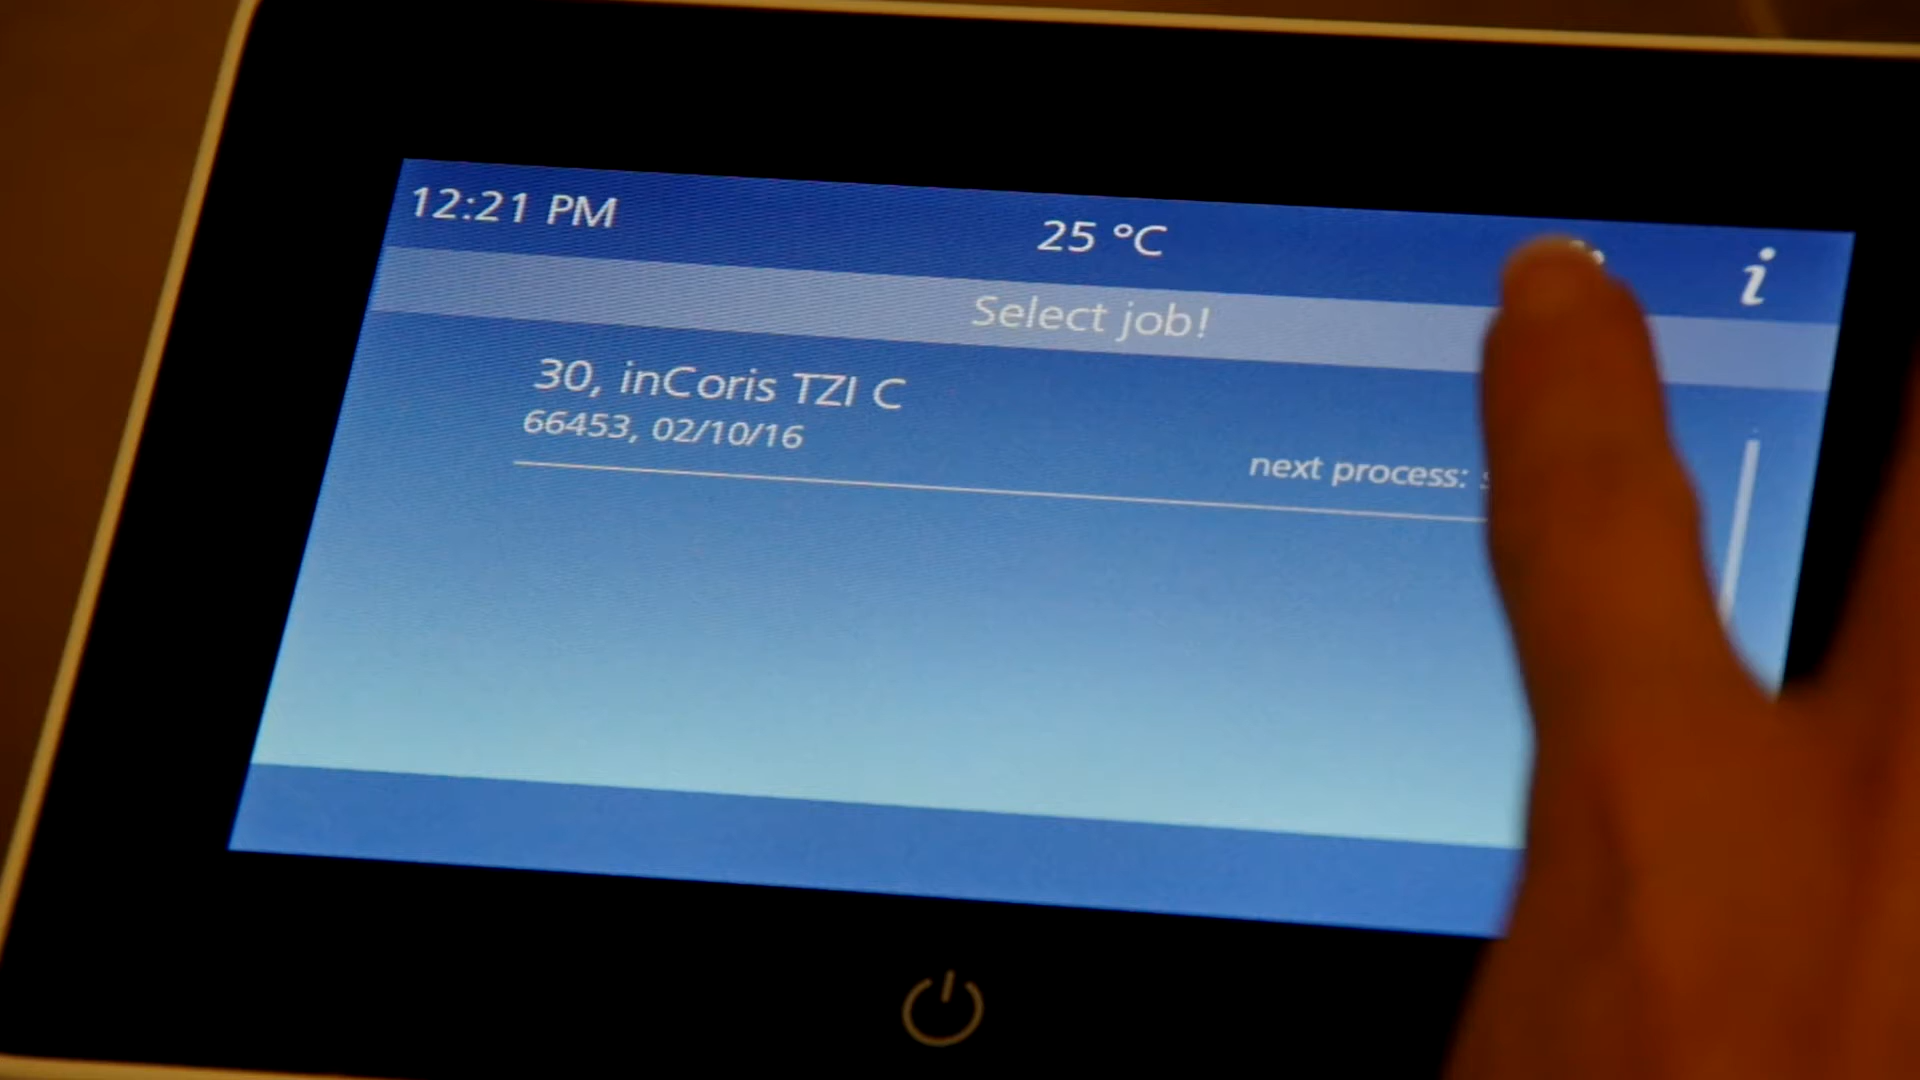 12:21 PM
25 °C
i
Select job!
30, inCoris TZI C
66453, 02/10/16
next process: